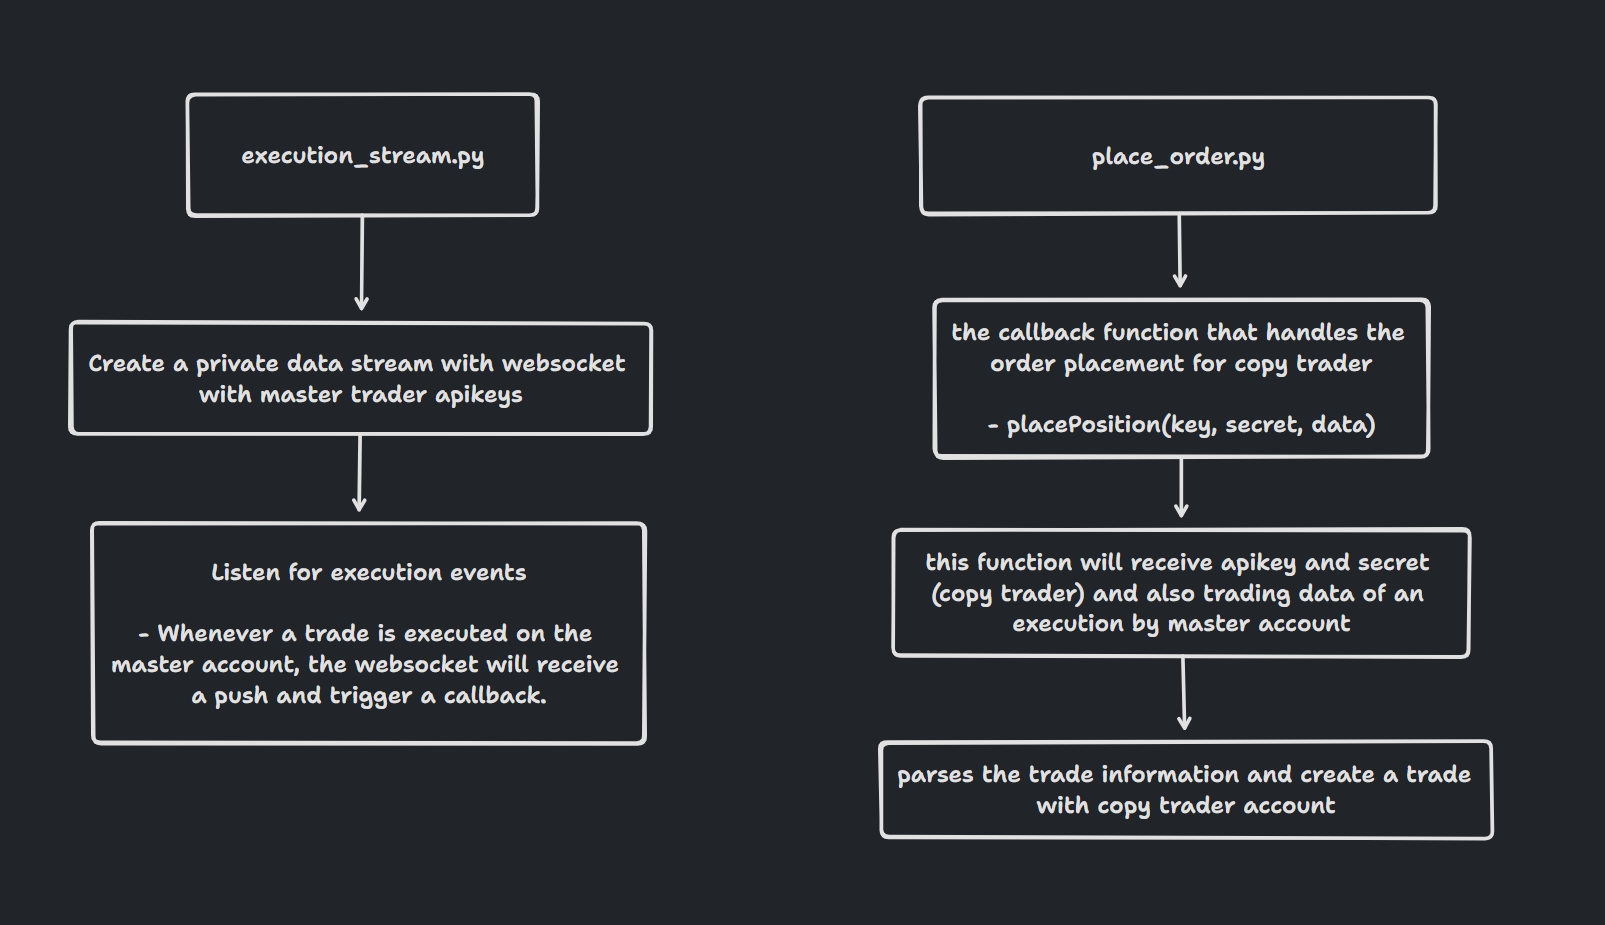 execution_stream.py
Create a private data stream with websocket
with master trader apikeys
Listen for execution events
- Whenever a trade is executed on the
master account, the websocket will receive
a push and trigger a callback.
place_order.py
the callback function that handles the
order placement for copy trader
- placePosition(key, secret, data)
this function will receive apikey and secret
(copy trader) and also trading data of an
execution by master account
parses the trade information and create a trade
with copy trader account